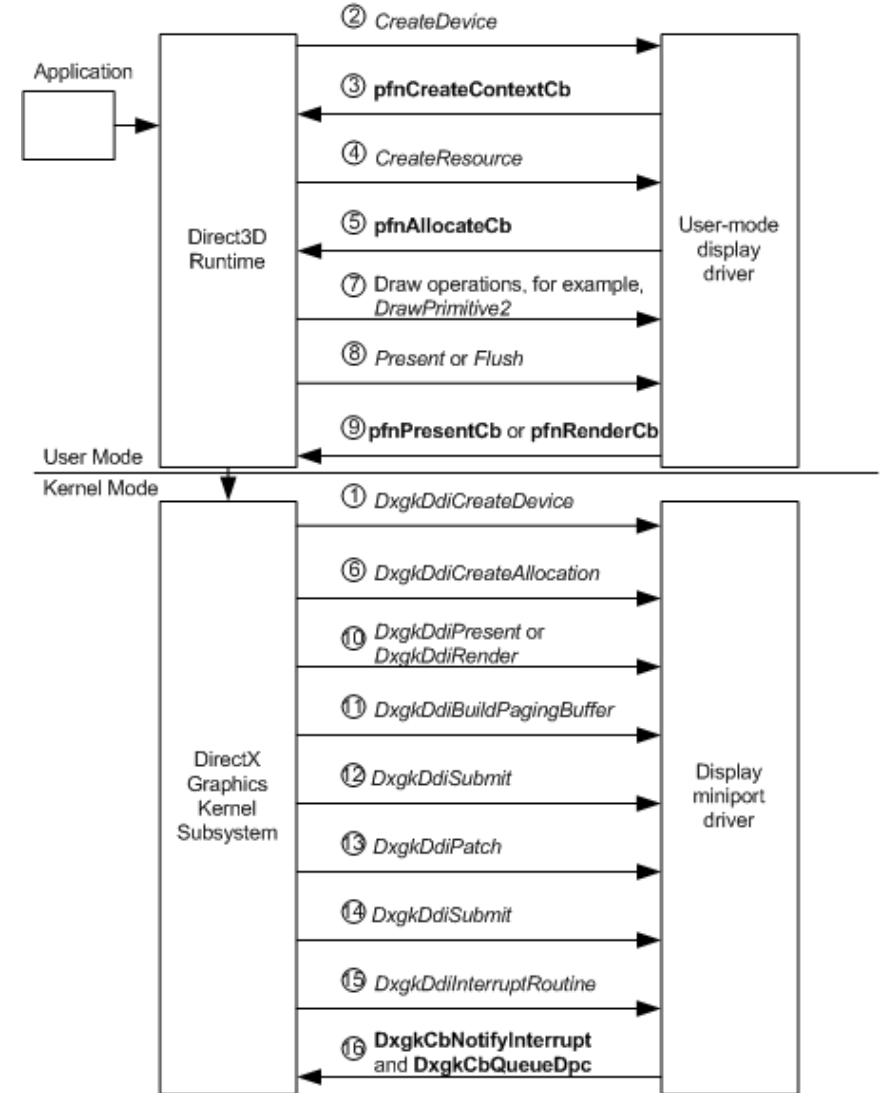 ② CreateDevice
Application
③ pfnCreateContextCb
④ CreateResource
⑤ pfnAllocateCb
Direct3D
Runtime
User-mode
display
driver
⑦ Draw operations, for example,
DrawPrimitive2
⑧ Present or Flush
⑨ pfnPresentCb or pfnRenderCb
User Mode
Kernel Mode
① DxgkDdiCreateDevice
⑥ DxgkDdiCreateAllocation
⑩ DxgkDdiPresent or
DxgkDdiRender
⑪ DxgkDdiBuildPagingBuffer
DirectX
Graphics
Kernel
Subsystem
⑫ DxgkDdiSubmit
Display
miniport
driver
⑬ DxgkDdiPatch
⑭ DxgkDdiSubmit
⑮ DxgkDdiInterruptRoutine
⑯ DxgkCbNotifyInterrupt
and DxgkCbQueueDpc